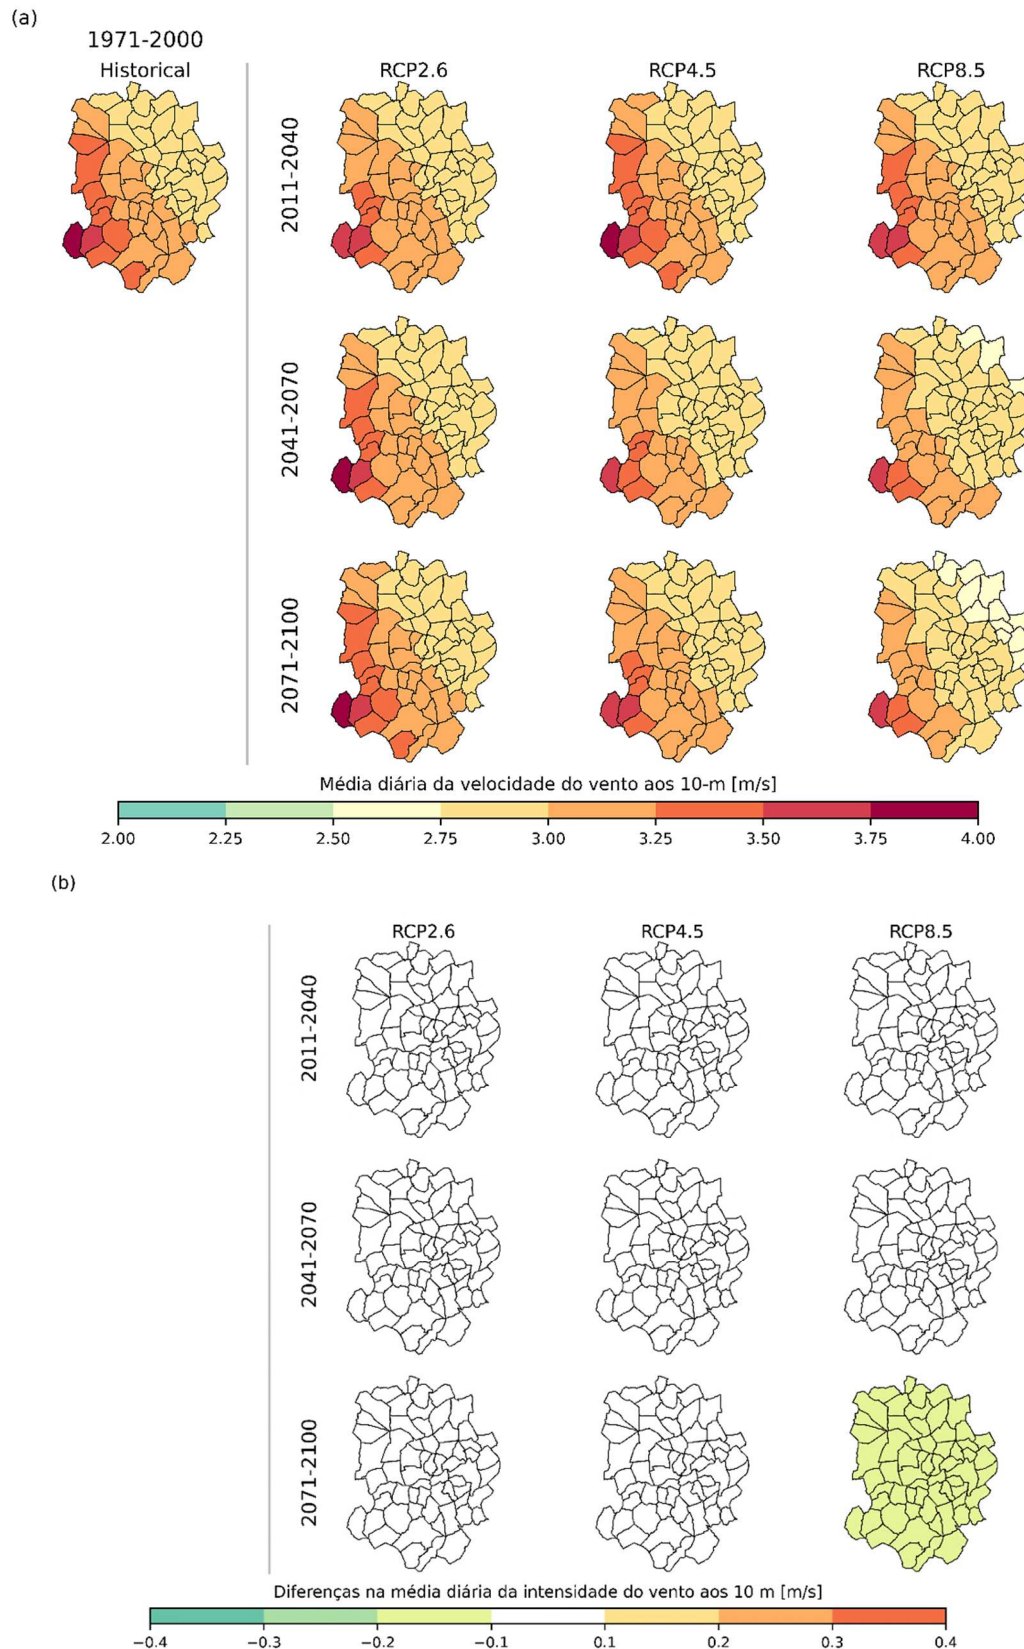 (a)
1971-2000
Historical
RCP2.6
RCP4.5
RCP8.5
2011-2040
2041-2070
2071-2100
Média diária da velocidade do vento aos 10-m [m/s]
2.00 2.25 2.50 2.75 3.00 3.25 3.50 3.75 4.00
(b)
RCP2.6
RCP4.5
RCP8.5
2011-2040
2041-2070
2071-2100
Diferenças na média diária da intensidade do vento aos 10 m [m/s]
−0.4 −0.3 −0.2 −0.1 0.1 0.2 0.3 0.4